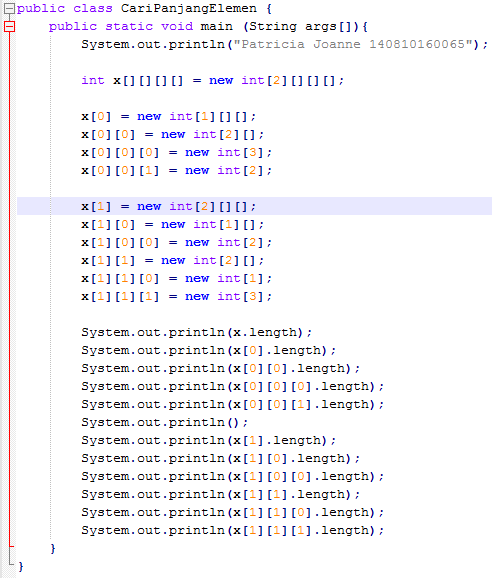 public class CariPanjangElemen {
    public static void main (String args[]){
        System.out.println("Patricia Joanne 140810160065");

        int x[][][][] = new int[2][][][];

        x[0] = new int[1][][];
        x[0][0] = new int[2][];
        x[0][0][0] = new int[3];
        x[0][0][1] = new int[2];

        x[1] = new int[2][][];
        x[1][0] = new int[1][];
        x[1][0][0] = new int[2];
        x[1][1] = new int[2][];
        x[1][1][0] = new int[1];
        x[1][1][1] = new int[3];

        System.out.println(x.length);
        System.out.println(x[0].length);
        System.out.println(x[0][0].length);
        System.out.println(x[0][0][0].length);
        System.out.println(x[0][0][1].length);
        System.out.println();
        System.out.println(x[1].length);
        System.out.println(x[1][0].length);
        System.out.println(x[1][0][0].length);
        System.out.println(x[1][1].length);
        System.out.println(x[1][1][0].length);
        System.out.println(x[1][1][1].length);
    }
}